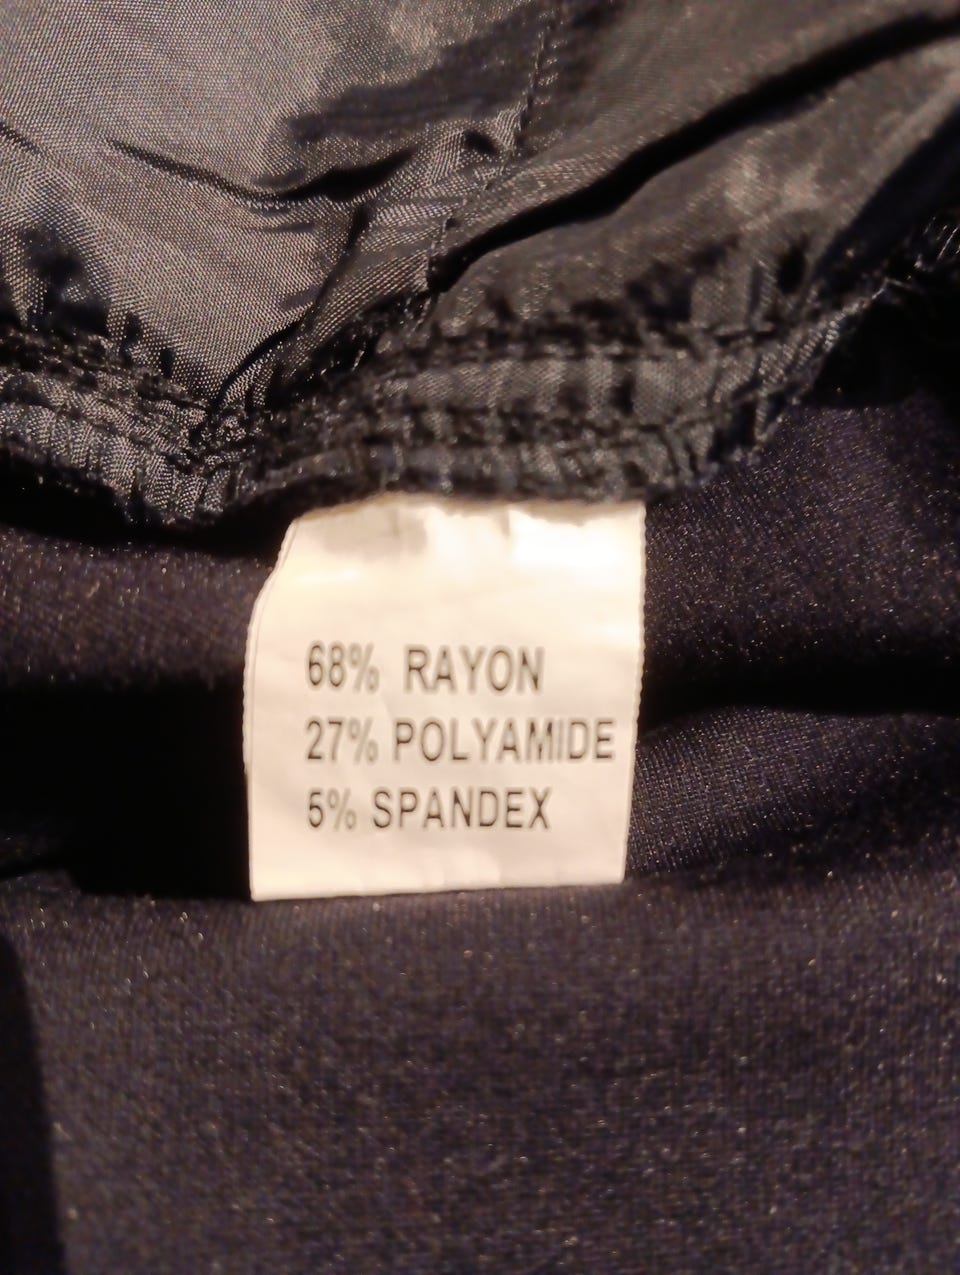 68% RAYON
27% POLYAMIDE
5% SPANDEX